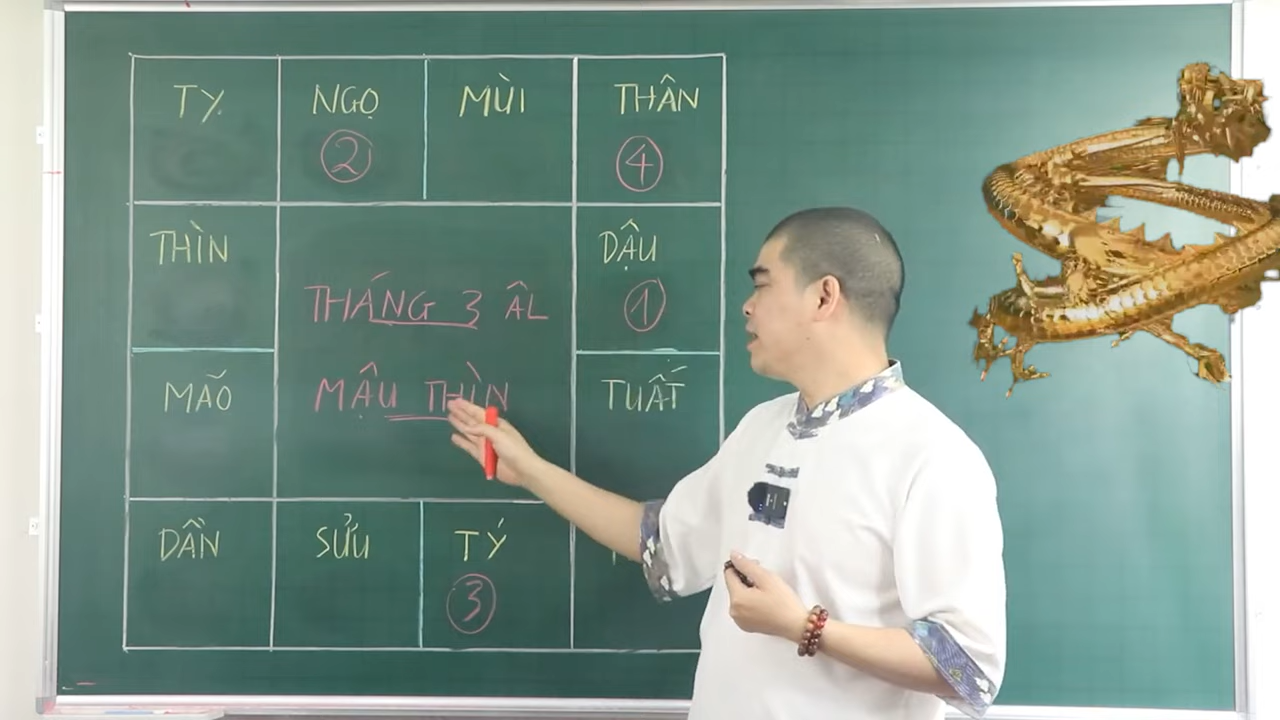 TỴ
NGỌ
MÙI
THÂN
2
4
THÌN
DẬU
THÁNG 3 ÂL
1
MÃO
MẬU THÌN
TUẤT
DẦN
SỬU
TÝ
3